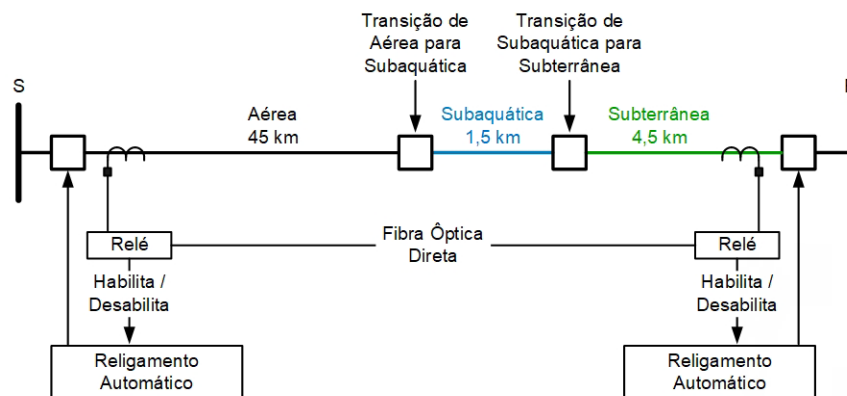 Transição de
Aérea para
Subaquática
Transição de
Subaquática para
Subterrânea
S
Aérea
45 km
Subaquática
1,5 km
Subterrânea
4,5 km
Relé
Fibra Óptica
Direta
Relé
Habilita /
Desabilita
Habilita /
Desabilita
Religamento
Automático
Religamento
Automático